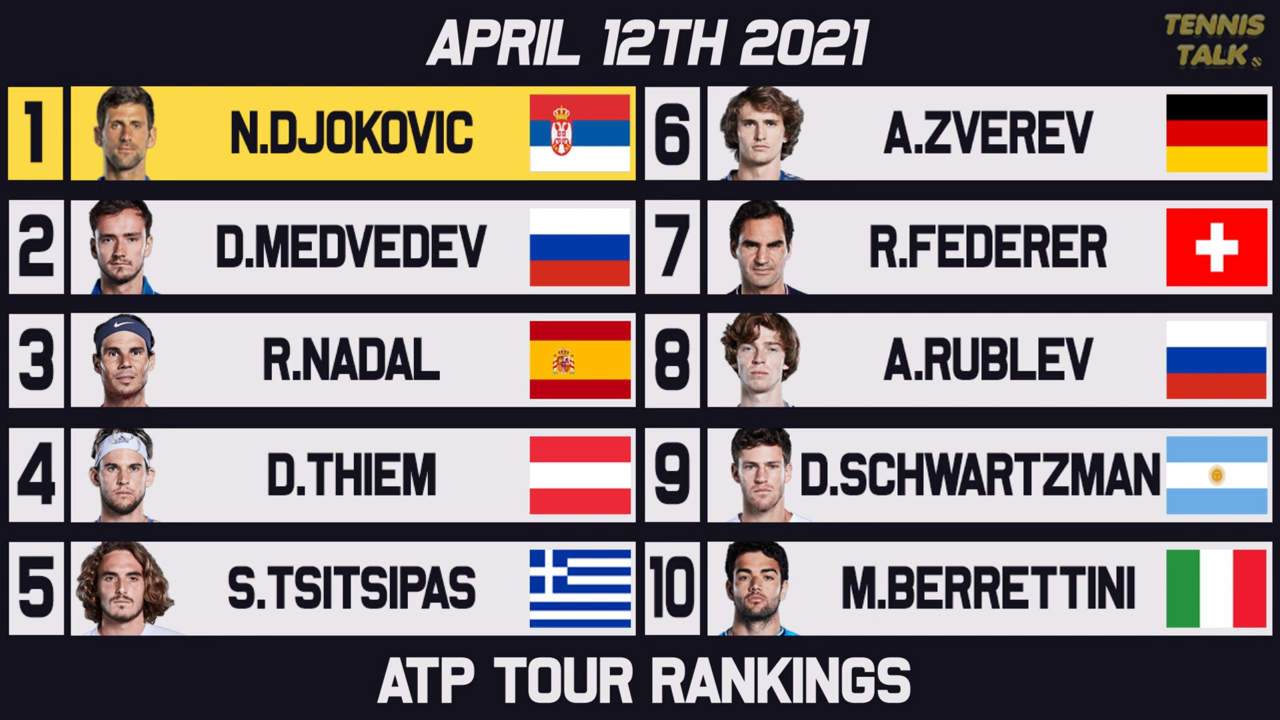 APRIL 12TH 2021
TENNIS
TALK
1 N.DJOKOVIC
2 D.MEDVEDEV
3 R.NADAL
4 D.THIEM
5 S.TSITSIPAS
6 A.ZVEREV
7 R.FEDERER
8 A.RUBLEV
9 D.SCHWARTZMAN
10 M.BERRETTINI
ATP TOUR RANKINGS